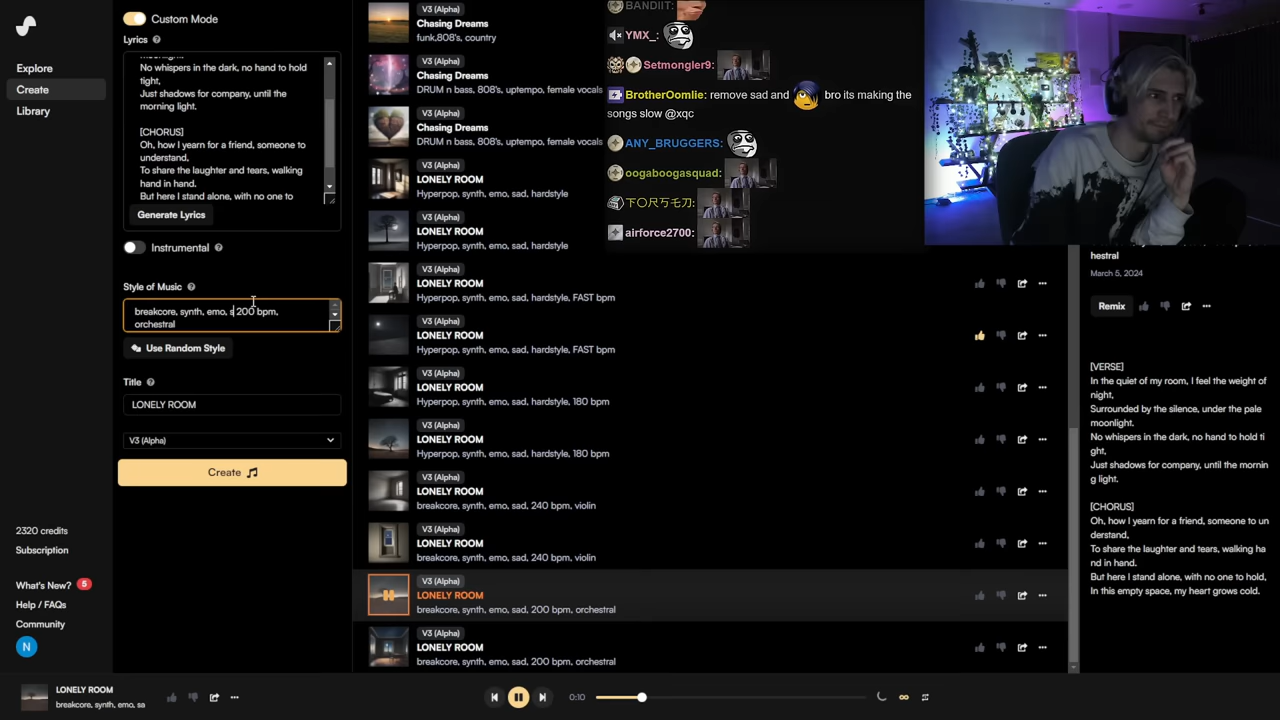 Explore
Create
Library
2320 credits
Subscription
What's New? 5
Help / FAQs
Community
N
Custom Mode
Lyrics
moonlight.
No whispers in the dark, no hand to hold
tight,
Just shadows for company, until the
morning light.
[CHORUS]
Oh, how I yearn for a friend, someone to
understand,
To share the laughter and tears, walking
hand in hand.
But here I stand alone, with no one to
Generate Lyrics
Instrumental
Style of Music
breakcore, synth, emo, s 200 bpm,
orchestral
Use Random Style
Title
LONELY ROOM
V3 (Alpha)
Create
V3 (Alpha)
Chasing Dreams
funk,808's, country
V3 (Alpha)
Chasing Dreams
DRUM n bass, 808's, uptempo, female vocals
V3 (Alpha)
Chasing Dreams
DRUM n bass, 808's, uptempo, female vocals
V3 (Alpha)
LONELY ROOM
Hyperpop, synth, emo, sad, hardstyle
V3 (Alpha)
LONELY ROOM
Hyperpop, synth, emo, sad, hardstyle
V3 (Alpha)
LONELY ROOM
Hyperpop, synth, emo, sad, hardstyle, FAST bpm
V3 (Alpha)
LONELY ROOM
Hyperpop, synth, emo, sad, hardstyle, FAST bpm
V3 (Alpha)
LONELY ROOM
Hyperpop, synth, emo, sad, hardstyle, 180 bpm
V3 (Alpha)
LONELY ROOM
Hyperpop, synth, emo, sad, hardstyle, 180 bpm
V3 (Alpha)
LONELY ROOM
breakcore, synth, emo, sad, 240 bpm, violin
V3 (Alpha)
LONELY ROOM
breakcore, synth, emo, sad, 240 bpm, violin
V3 (Alpha)
LONELY ROOM
breakcore, synth, emo, sad, 200 bpm, orchestral
V3 (Alpha)
LONELY ROOM
breakcore, synth, emo, sad, 200 bpm, orchestral
BANDIIT:
YMX_:
Setmongler9:
BrotherOomlie: remove sad and bro its making the
songs slow @xqc
ANY_BRUGGERS:
oogaboogasquad:
下〇尺丂乇刀:
airforce2700:
hestral
March 5, 2024
Remix
[VERSE]
In the quiet of my room, I feel the weight of
night,
Surrounded by the silence, under the pale
moonlight.
No whispers in the dark, no hand to hold ti
ght,
Just shadows for company, until the mornin
g light.
[CHORUS]
Oh, how I yearn for a friend, someone to un
derstand,
To share the laughter and tears, walking ha
nd in hand.
But here I stand alone, with no one to hold,
In this empty space, my heart grows cold.
LONELY ROOM
breakcore, synth, emo, sa
0:10